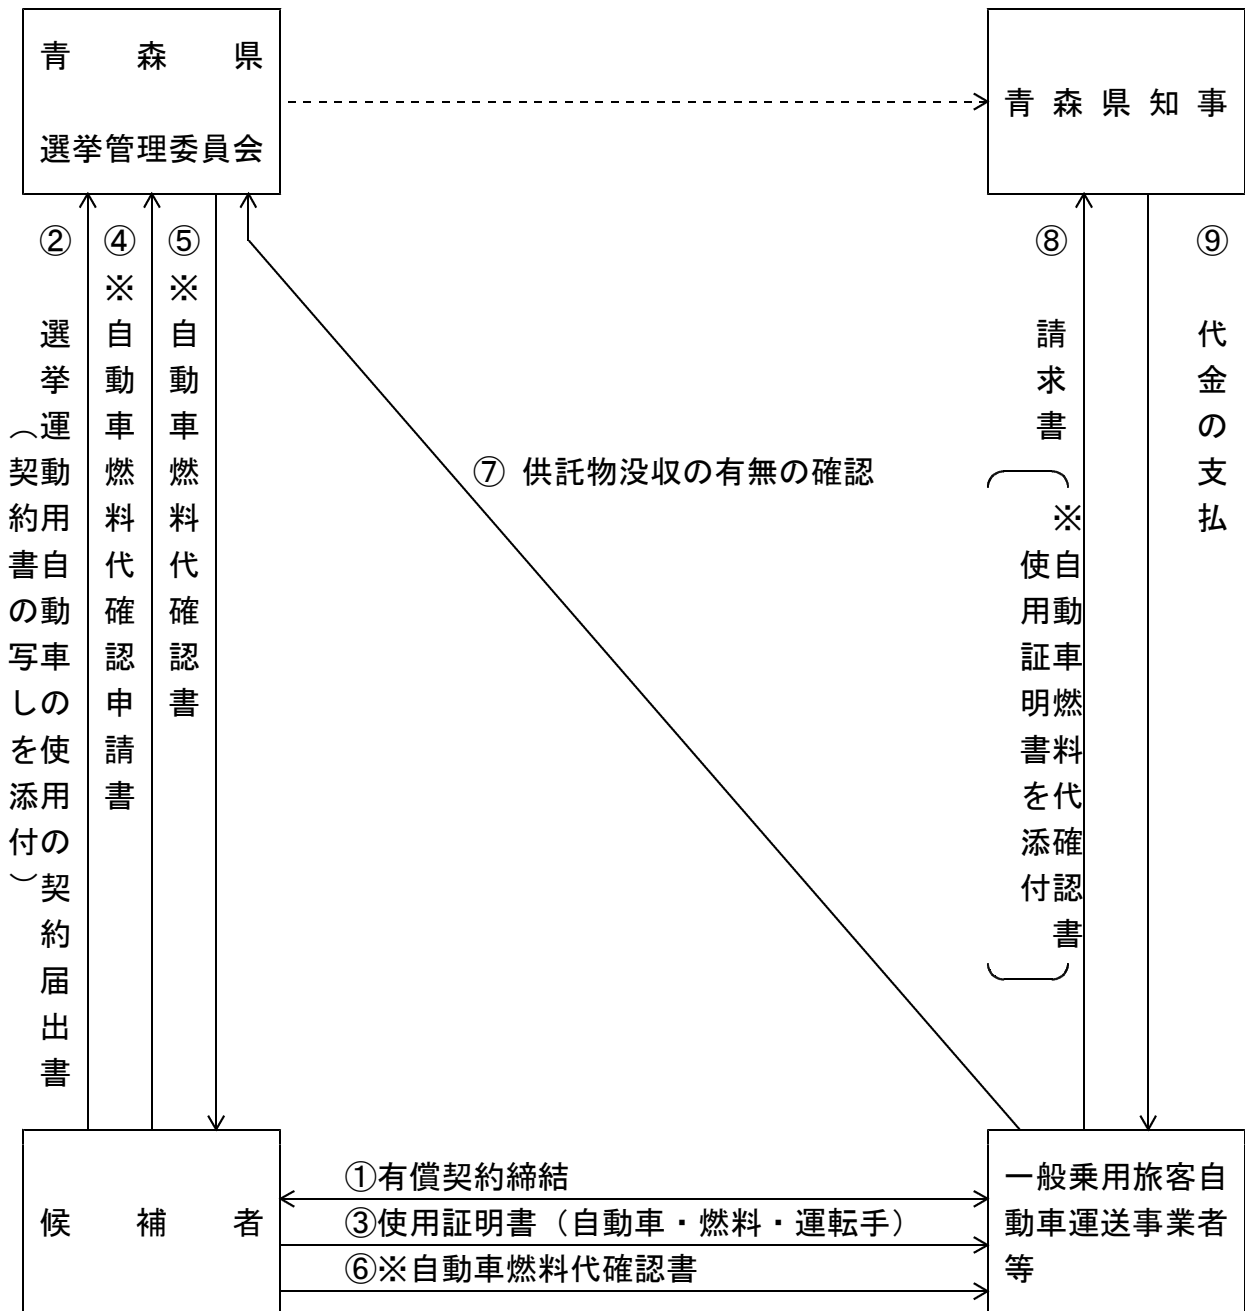 青森県
選挙管理委員会
青森県知事
② 選挙運動用自動車の使用の契約届出書
（契約書の写しを添付）
④※自動車燃料代確認申請書
⑤※自動車燃料代確認書
⑦ 供託物没収の有無の確認
⑧ 請求書
※自動車燃料代確認書
使用証明書を添付
⑨ 代金の支払
候補者
①有償契約締結
③使用証明書（自動車・燃料・運転手）
⑥※自動車燃料代確認書
一般乗用旅客自
動車運送事業者
等